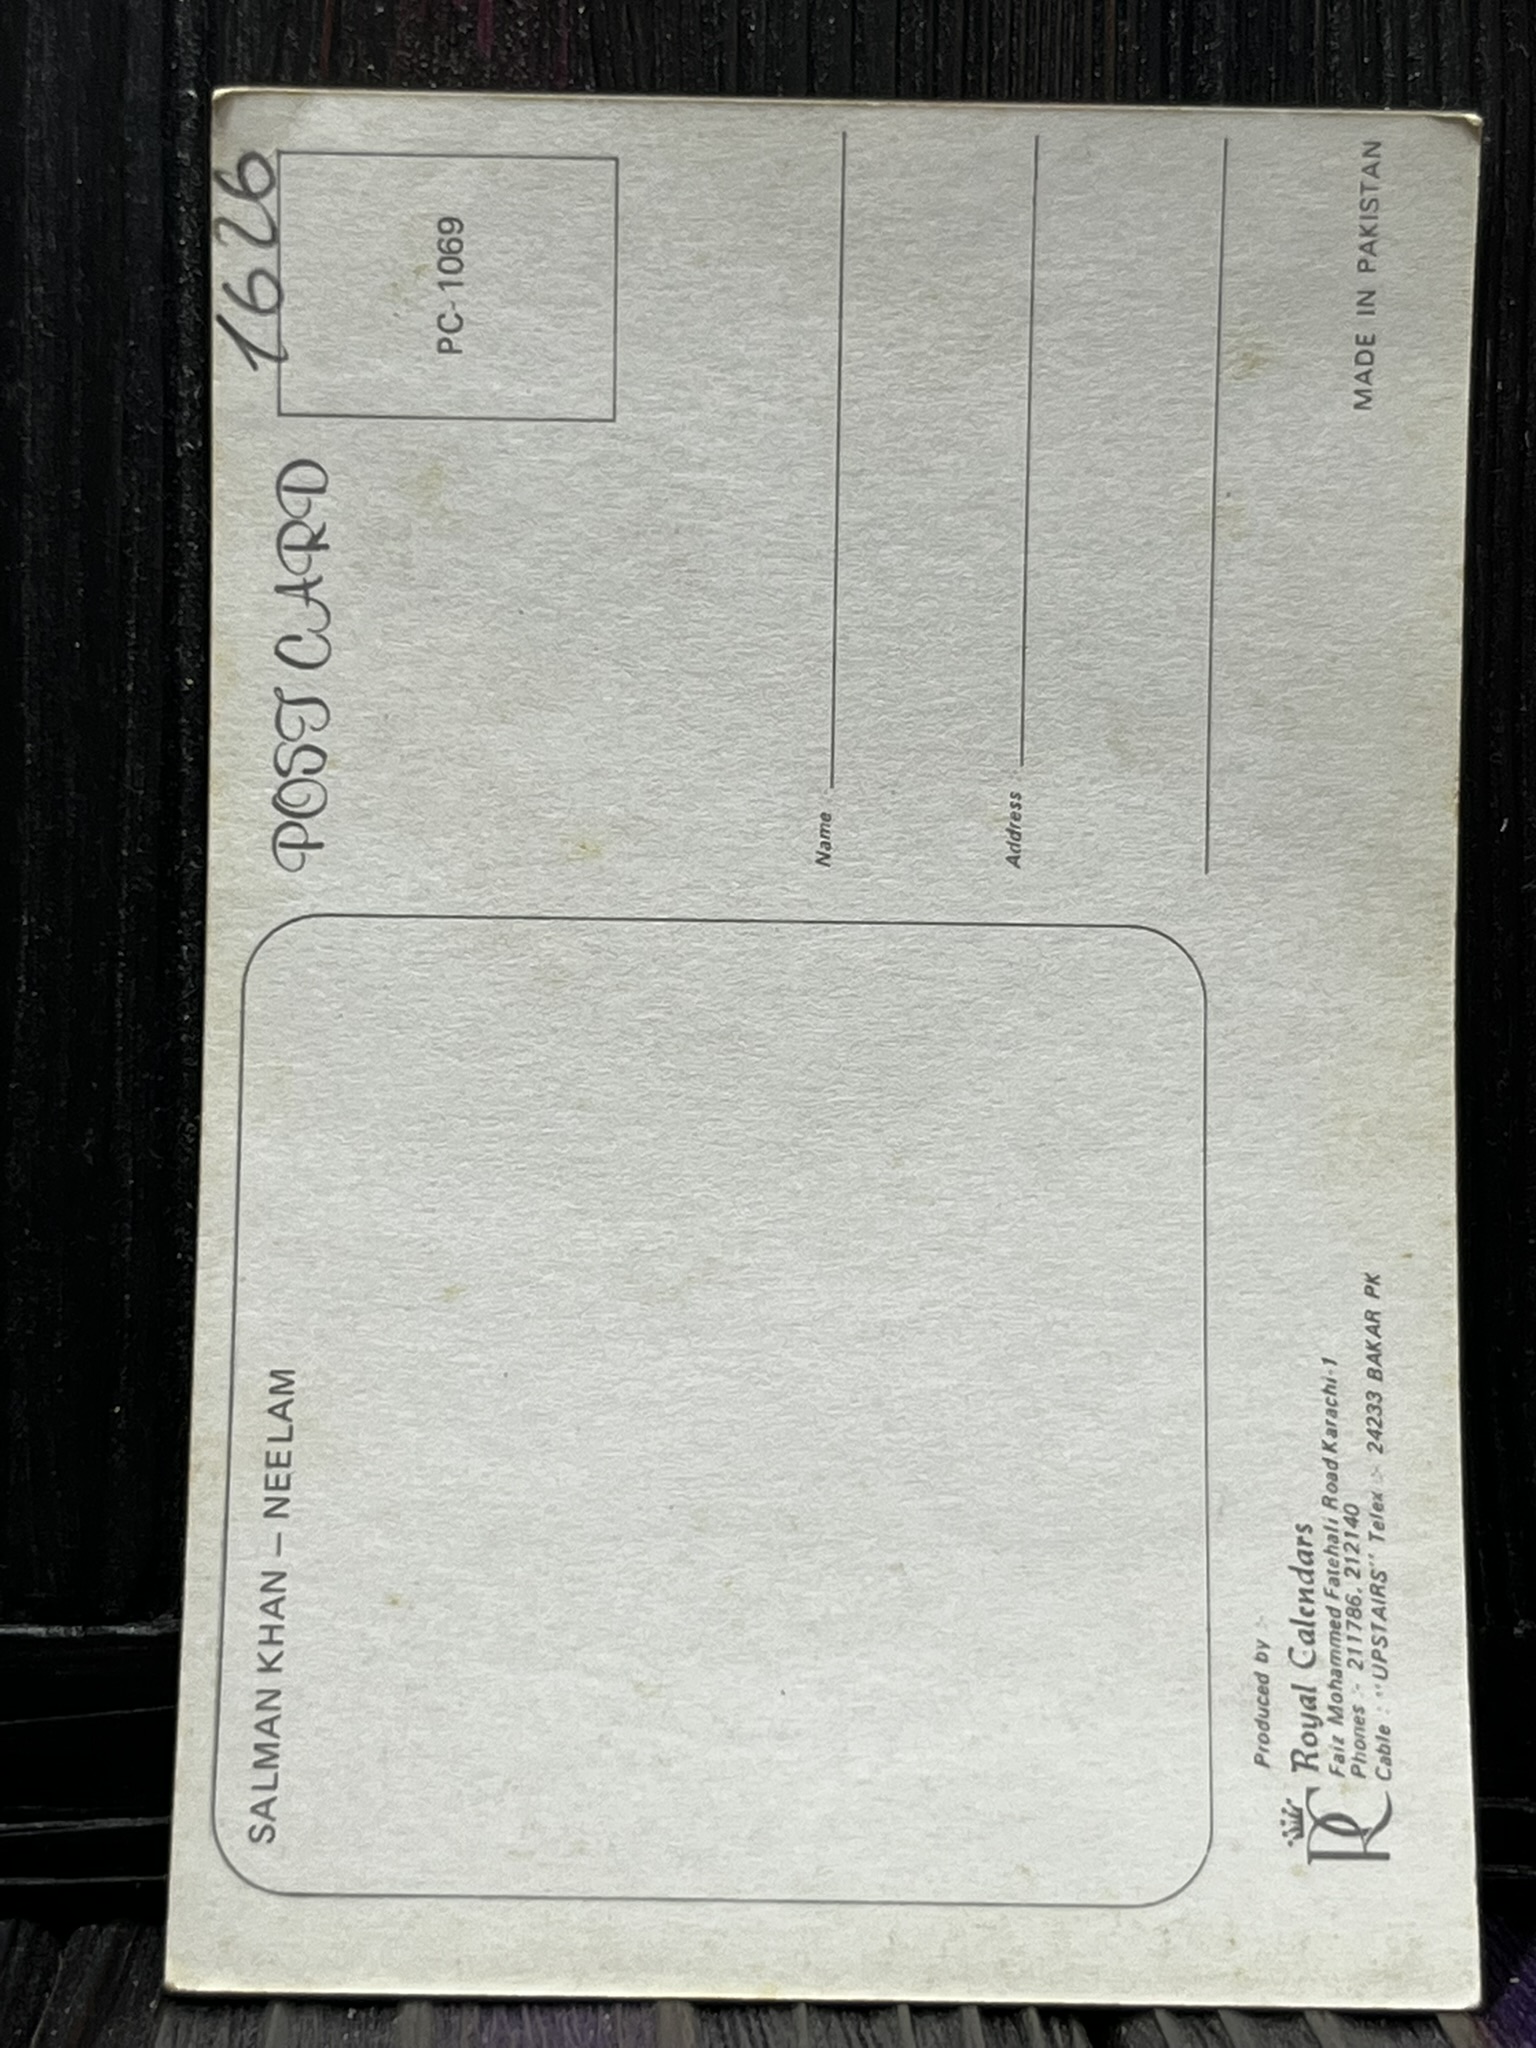 1626
POST CARD
PC-1069
SALMAN KHAN — NEELAM
Name
Address
Produced by :-
RC Royal Calendars
Faiz Mohammed Fatehali Road Karachi-1
Phones :- 211786, 212140
Cable : "UPSTAIRS" Telex :- 24233 BAKAR PK
MADE IN PAKISTAN